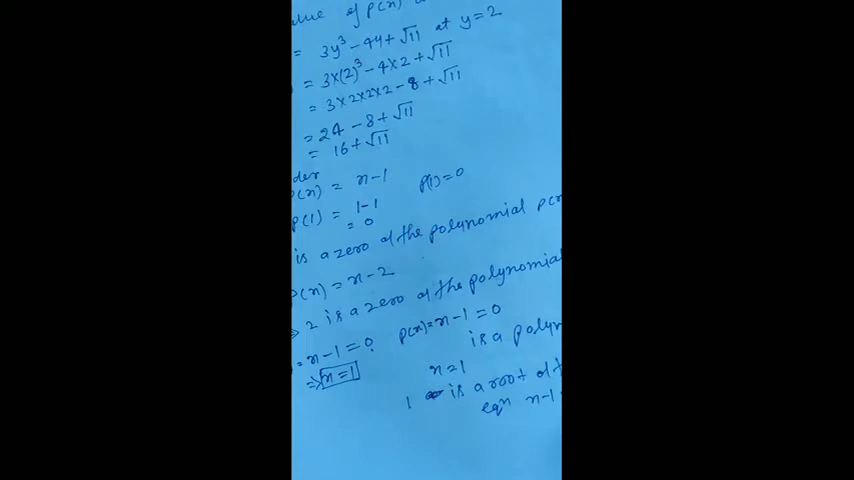 value of p(x)
= 3y³ - 4y + √11 at y = 2
= 3×(2)³ - 4×2 + √11
= 3×2×2×2 - 8 + √11
= 24 - 8 + √11
= 16 + √11
p(x) = x - 1 p(1) = 0
p(1) = 1-1
= 0
is a zero of the polynomial p(x
p(x) = x - 2
⇒ 2 is a zero of the polynomial
= x - 1 = 0 p(x) = x - 1 = 0
⇒ x = 1 is a polyn
x = 1
1 is a root of
eqn x-1